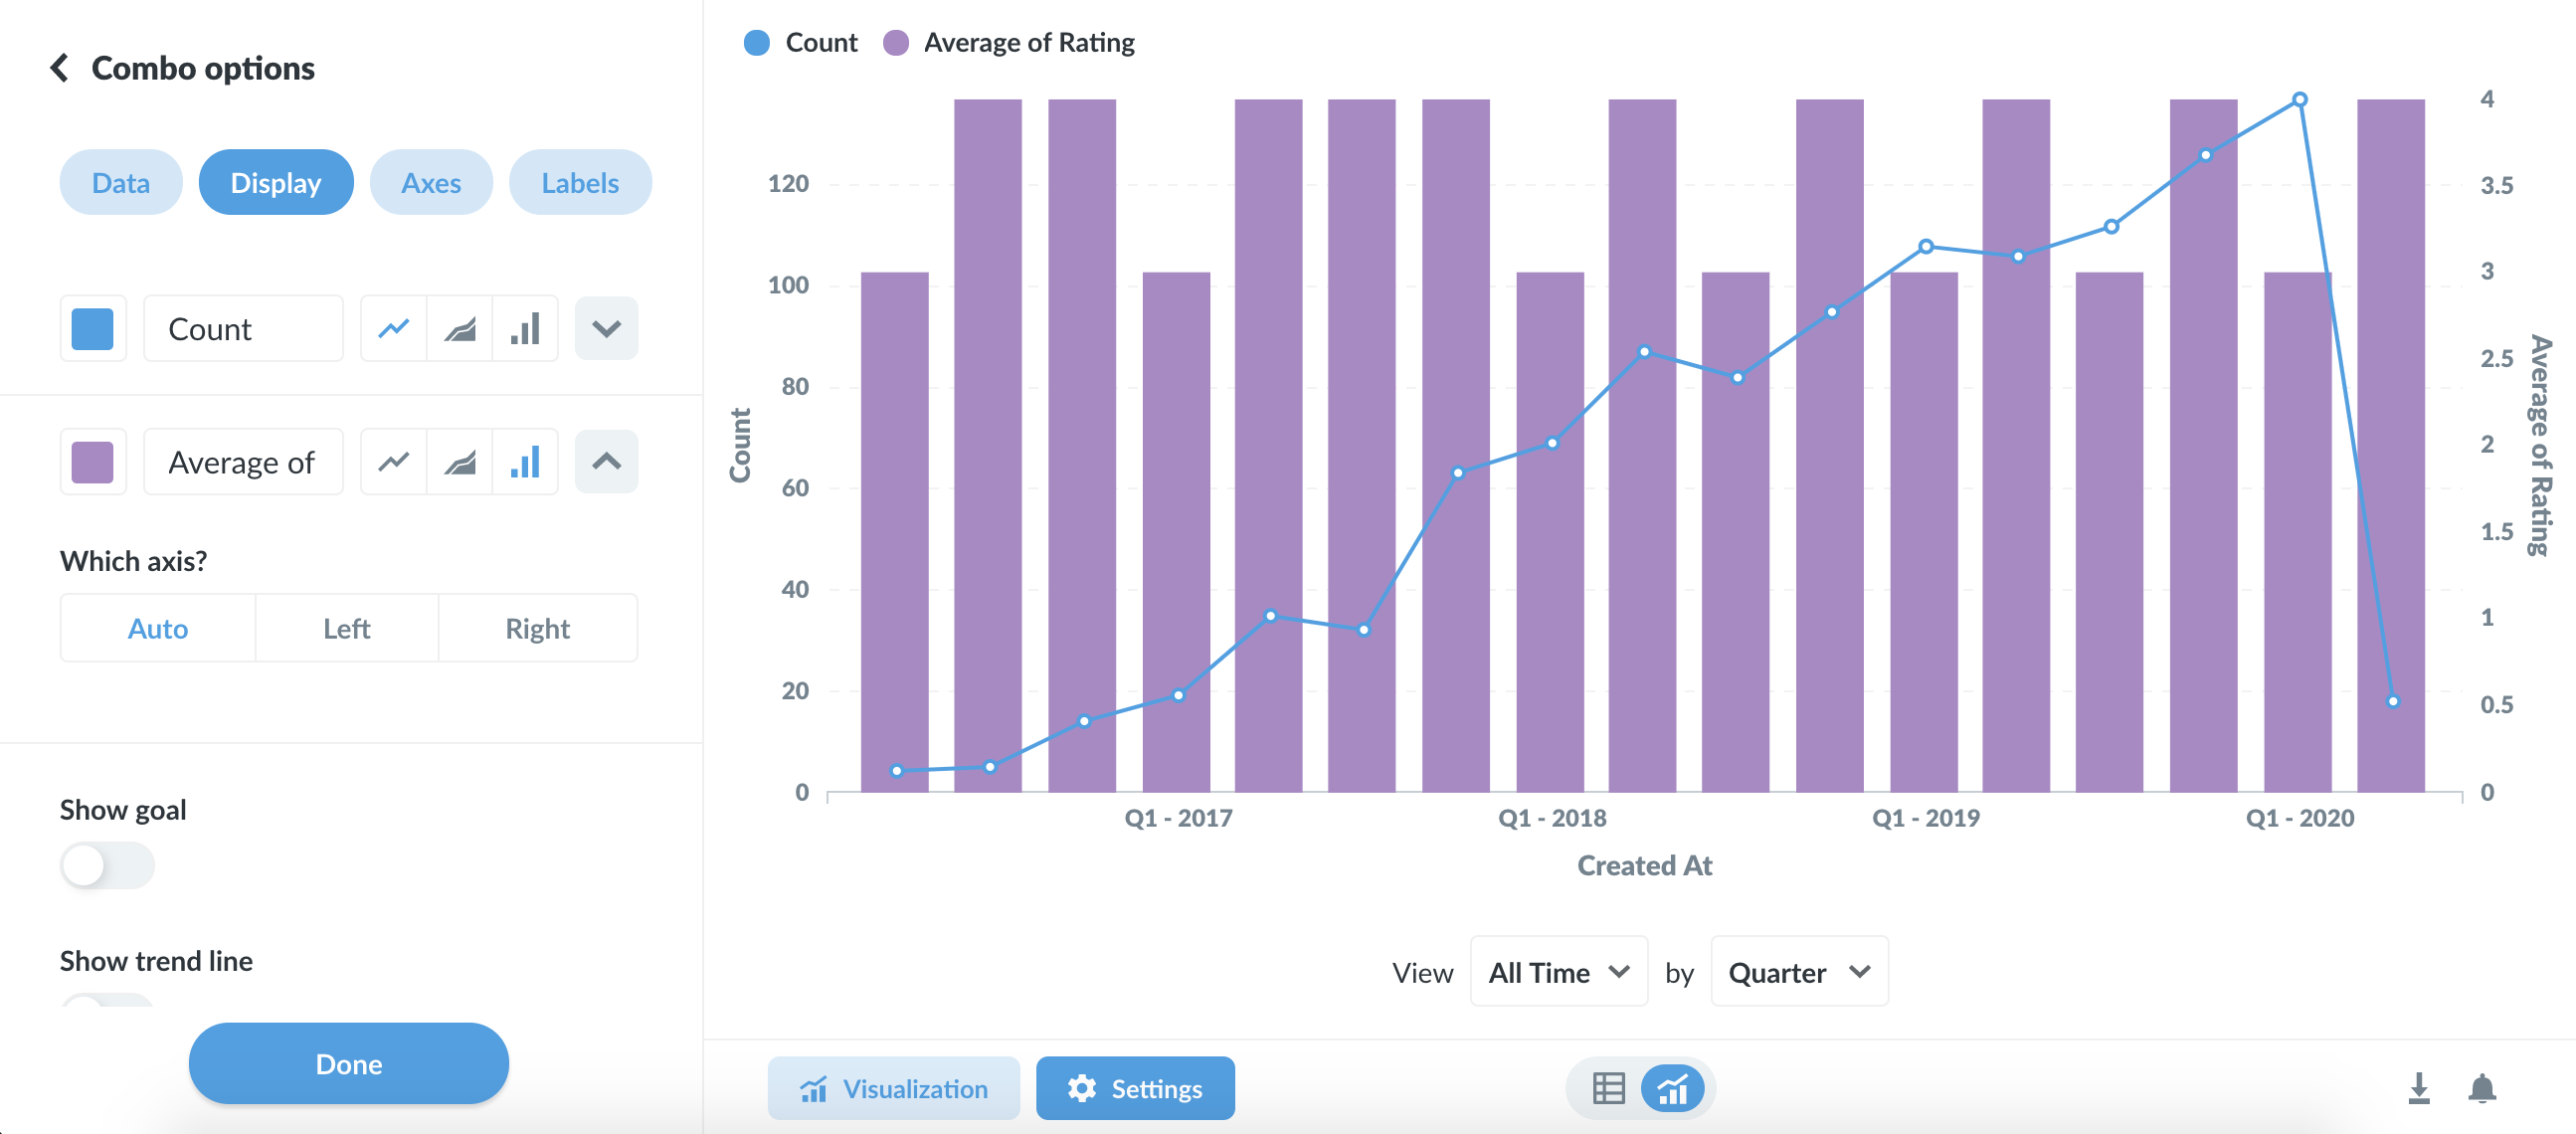 Combo options
Data
Display
Axes
Labels
Count
Average of
Which axis?
Auto
Left
Right
Show goal
Show trend line
Done
Count
Average of Rating
120
100
80
60
40
20
0
Count
4
3.5
3
2.5
2
1.5
1
0.5
0
Average of Rating
Q1 - 2017
Q1 - 2018
Q1 - 2019
Q1 - 2020
Created At
View All Time by Quarter
Visualization
Settings